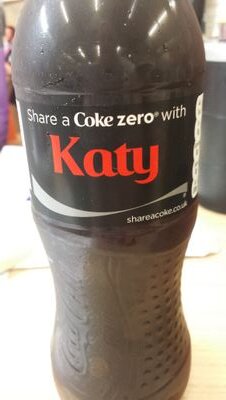 Share a Coke zero® with
Katy
shareacoke.co.uk